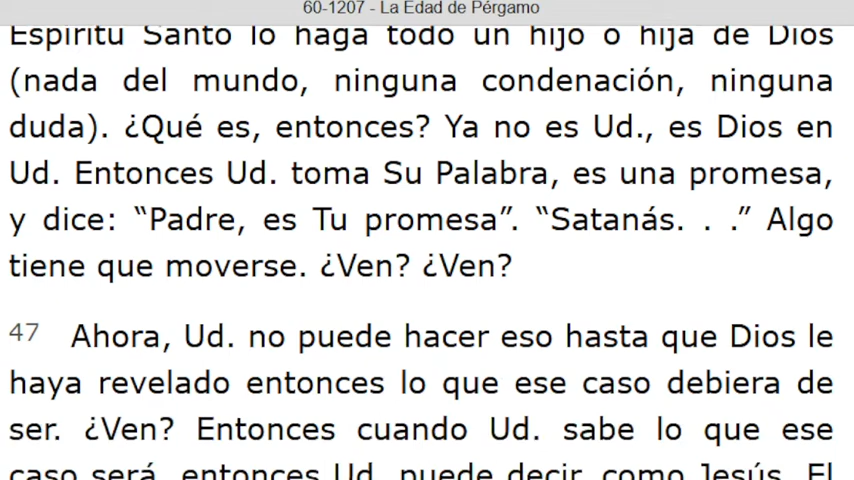 60-1207 - La Edad de Pérgamo
Espíritu Santo lo haga todo un hijo o hija de Dios
(nada del mundo, ninguna condenación, ninguna
duda). ¿Qué es, entonces? Ya no es Ud., es Dios en
Ud. Entonces Ud. toma Su Palabra, es una promesa,
y dice: “Padre, es Tu promesa”. “Satanás. . .” Algo
tiene que moverse. ¿Ven? ¿Ven?
47 Ahora, Ud. no puede hacer eso hasta que Dios le
haya revelado entonces lo que ese caso debiera de
ser. ¿Ven? Entonces cuando Ud. sabe lo que ese
caso será, entonces Ud. puede decir, como Jesús. El